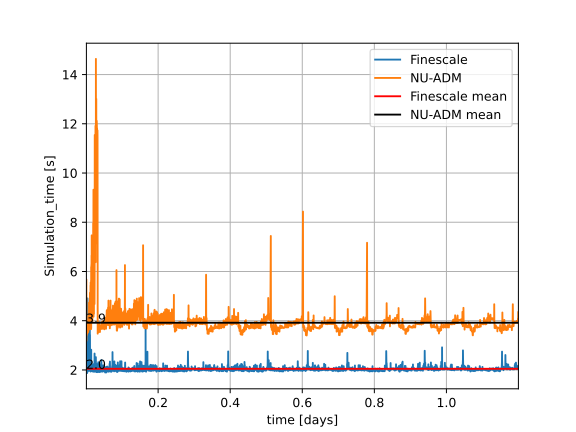 Finescale
NU-ADM
Finescale mean
NU-ADM mean
14
12
10
8
6
4
2
3.9
2.0
Simulation_time [s]
0.2
0.4
0.6
0.8
1.0
time [days]